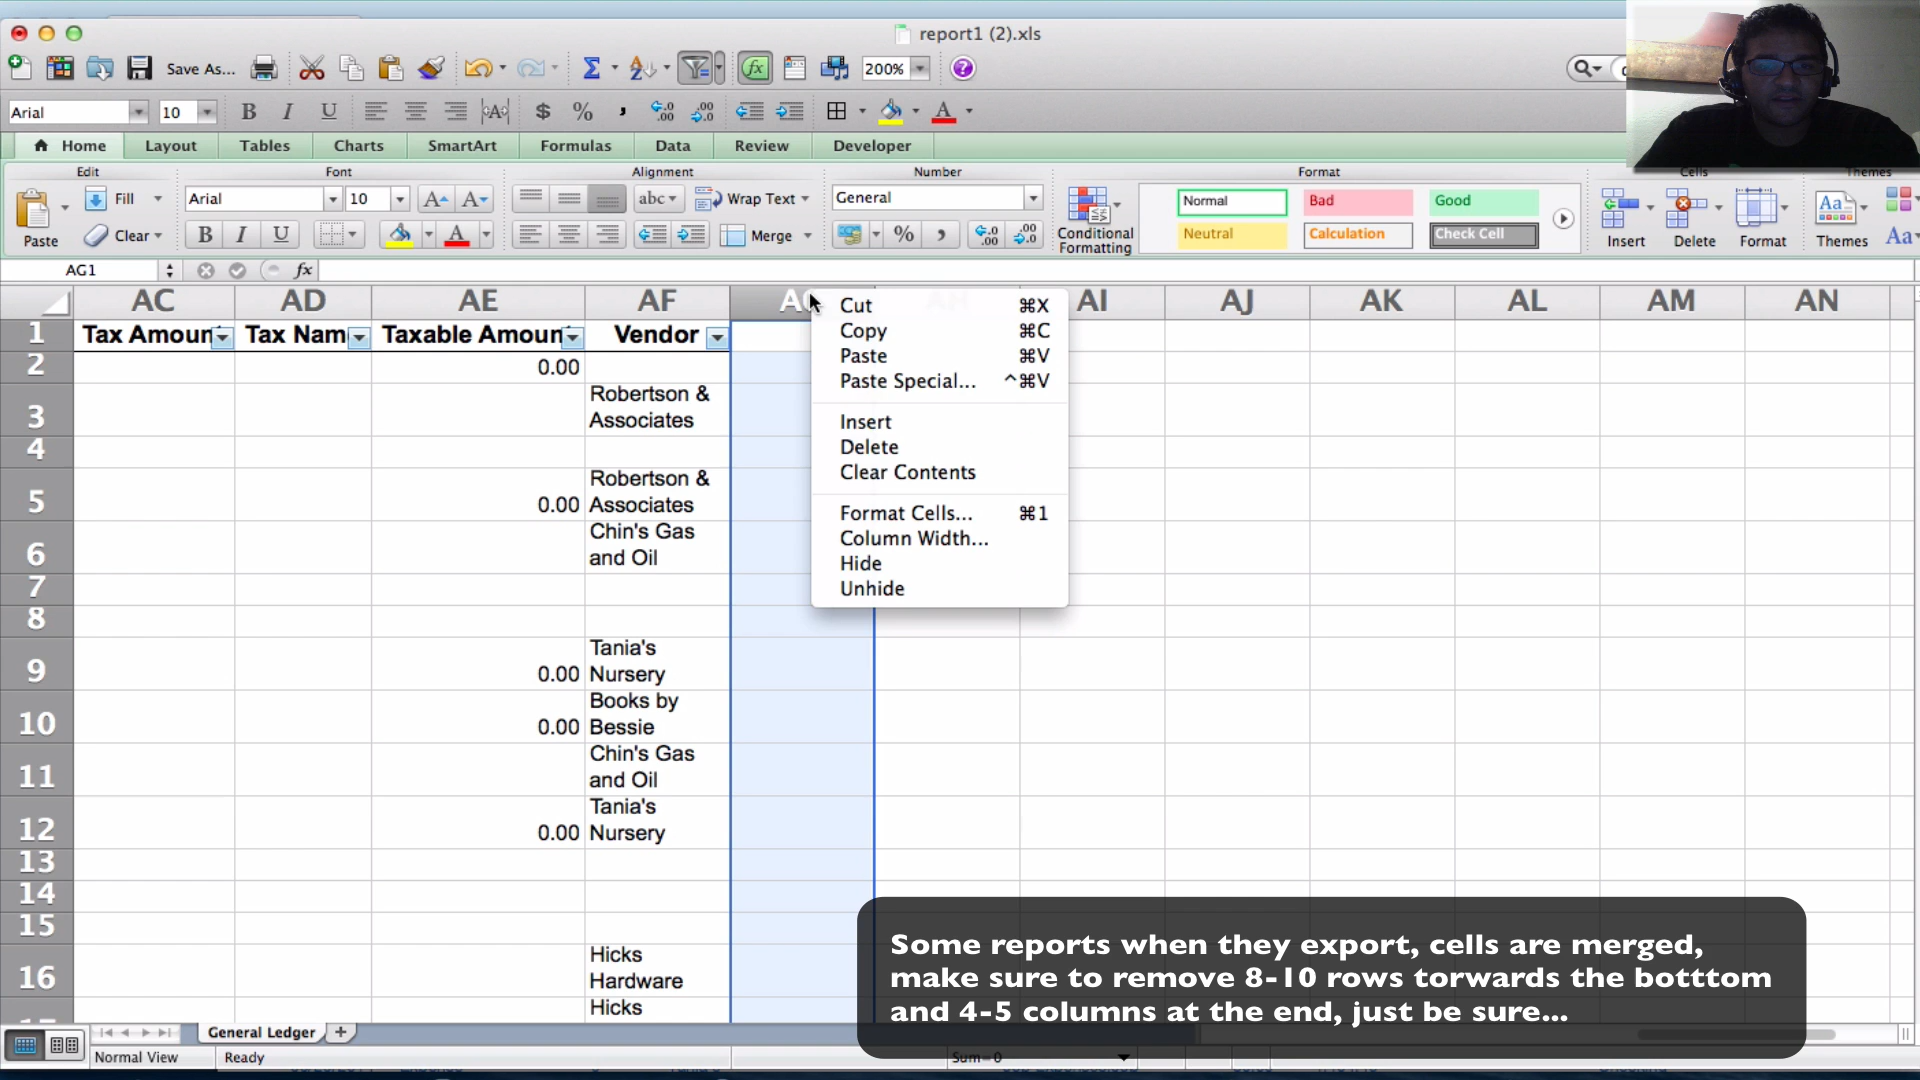 report1 (2).xls
Save As... 200%
Arial 10 B I U $ %
Home Layout Tables Charts SmartArt Formulas Data Review Developer
Edit Font Alignment Number Format Cells Themes
Fill Arial 10 abc Wrap Text General Normal Bad Good
Paste Clear B I U Merge % Conditional Formatting Neutral Calculation Check Cell Insert Delete Format Themes
AG1 fx
AC AD AE AF AI AJ AK AL AM AN
1 Tax Amoun Tax Nam Taxable Amoun Vendor
2 0.00
3 Robertson & Associates
4
5 0.00 Robertson & Associates
6 Chin's Gas and Oil
7
8
9 0.00 Tania's Nursery
10 0.00 Books by Bessie
11 Chin's Gas and Oil
12 0.00 Tania's Nursery
13
14
15
16 Hicks Hardware
Hicks
Cut ⌘X
Copy ⌘C
Paste ⌘V
Paste Special... ^⌘V
Insert
Delete
Clear Contents
Format Cells... ⌘1
Column Width...
Hide
Unhide
Some reports when they export, cells are merged,
make sure to remove 8-10 rows torwards the botttom
and 4-5 columns at the end, just be sure...
General Ledger
Normal View Ready Sum=0